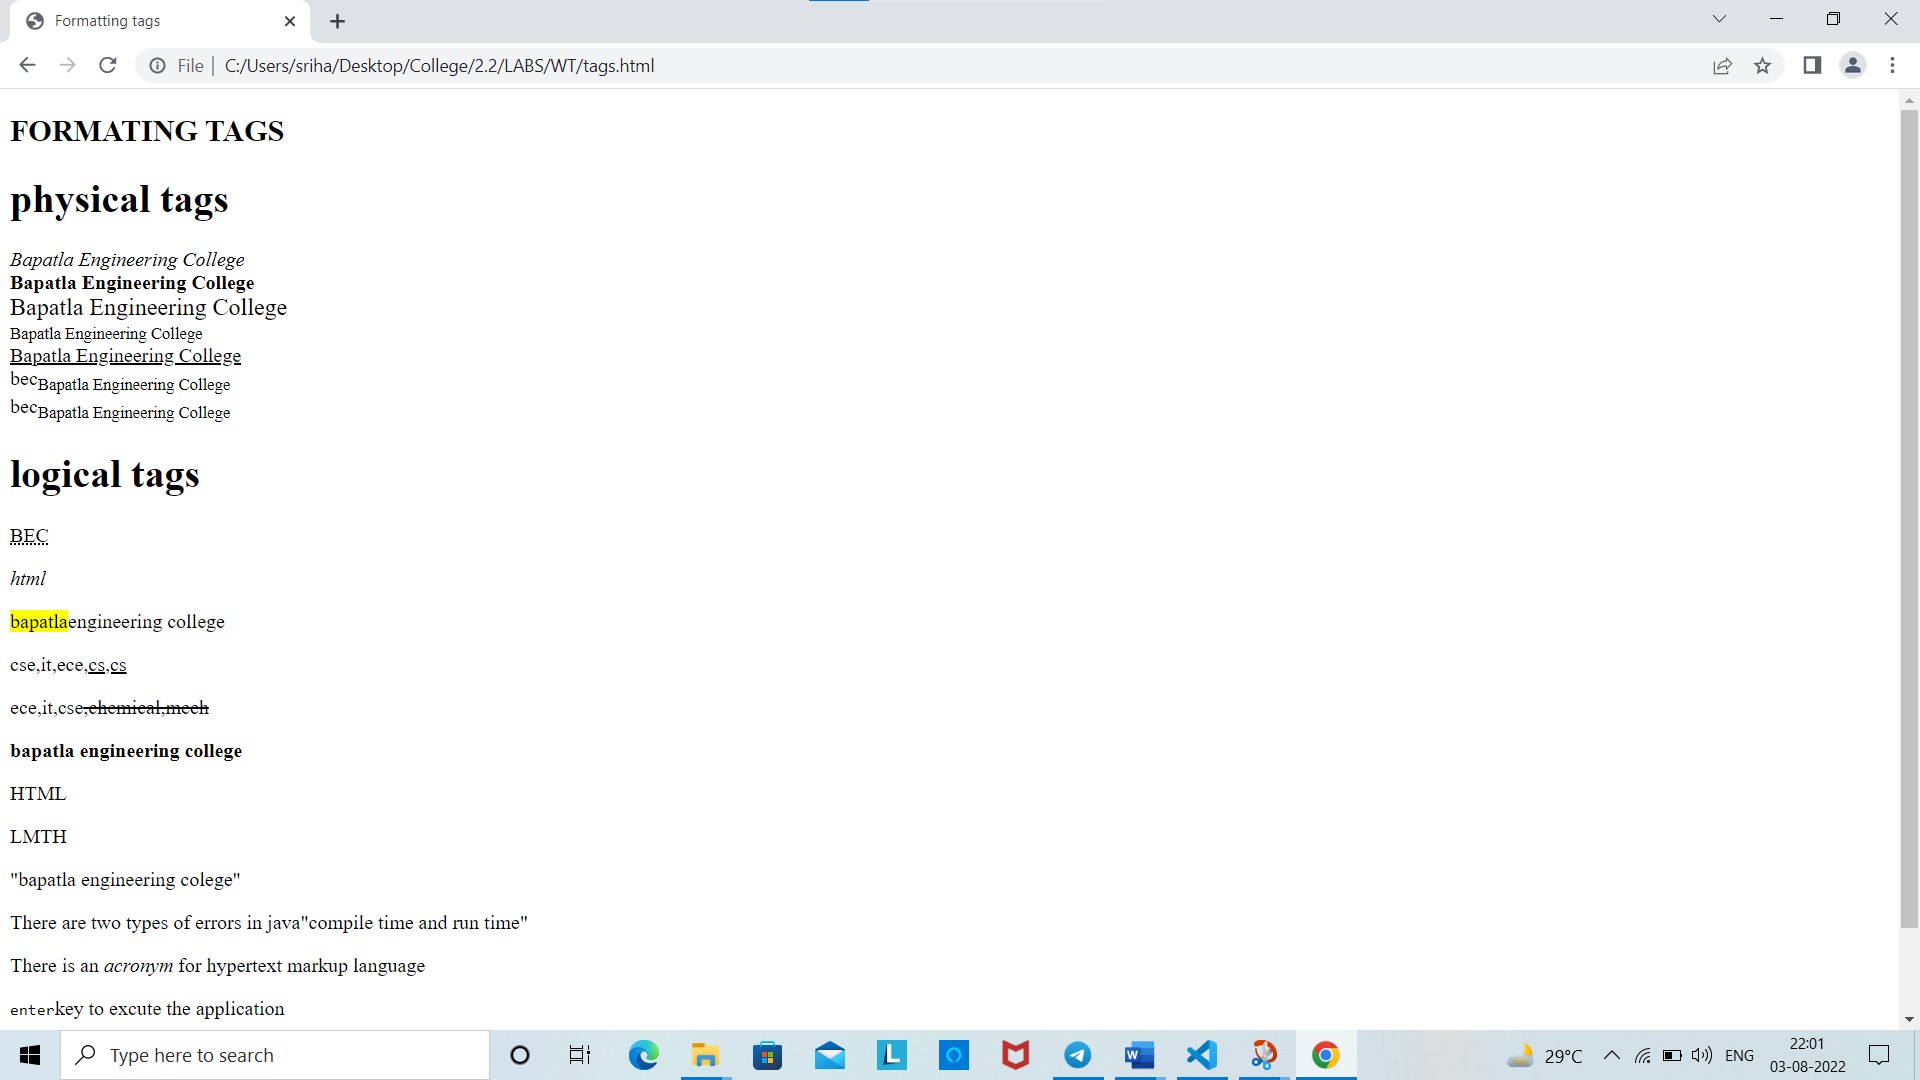 Formatting tags
File | C:/Users/sriha/Desktop/College/2.2/LABS/WT/tags.html
FORMATING TAGS
physical tags
Bapatla Engineering College
Bapatla Engineering College
Bapatla Engineering College
Bapatla Engineering College
Bapatla Engineering College
becBapatla Engineering College
becBapatla Engineering College
logical tags
BEC
html
bapatlaengineering college
cse,it,ece,cs,cs
ece,it,cse,chemical,mech
bapatla engineering college
HTML
LMTH
"bapatla engineering colege"
There are two types of errors in java"compile time and run time"
There is an acronym for hypertext markup language
enterkey to excute the application
Type here to search
L
W
29°C
ENG
22:01
03-08-2022